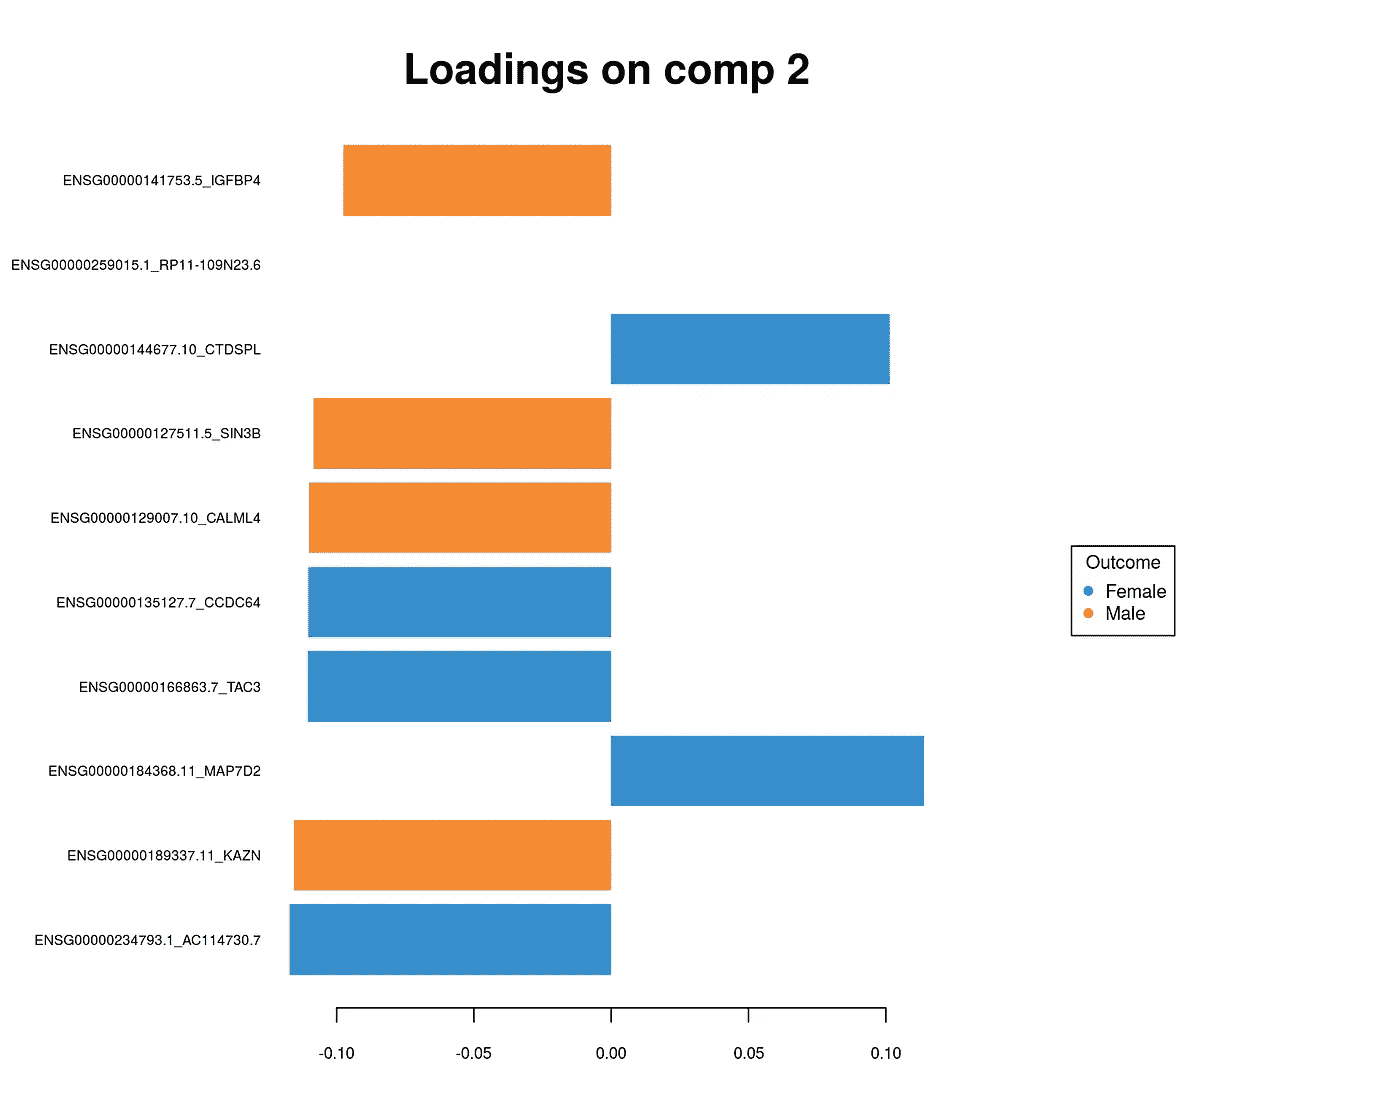 Loadings on comp 2
ENSG00000141753.5_IGFBP4
ENSG00000259015.1_RP11-109N23.6
ENSG00000144677.10_CTDSPL
ENSG00000127511.5_SIN3B
ENSG00000129007.10_CALML4
ENSG00000135127.7_CCDC64
ENSG00000166863.7_TAC3
ENSG00000184368.11_MAP7D2
ENSG00000189337.11_KAZN
ENSG00000234793.1_AC114730.7
Outcome
Female
Male
-0.10 -0.05 0.00 0.05 0.10